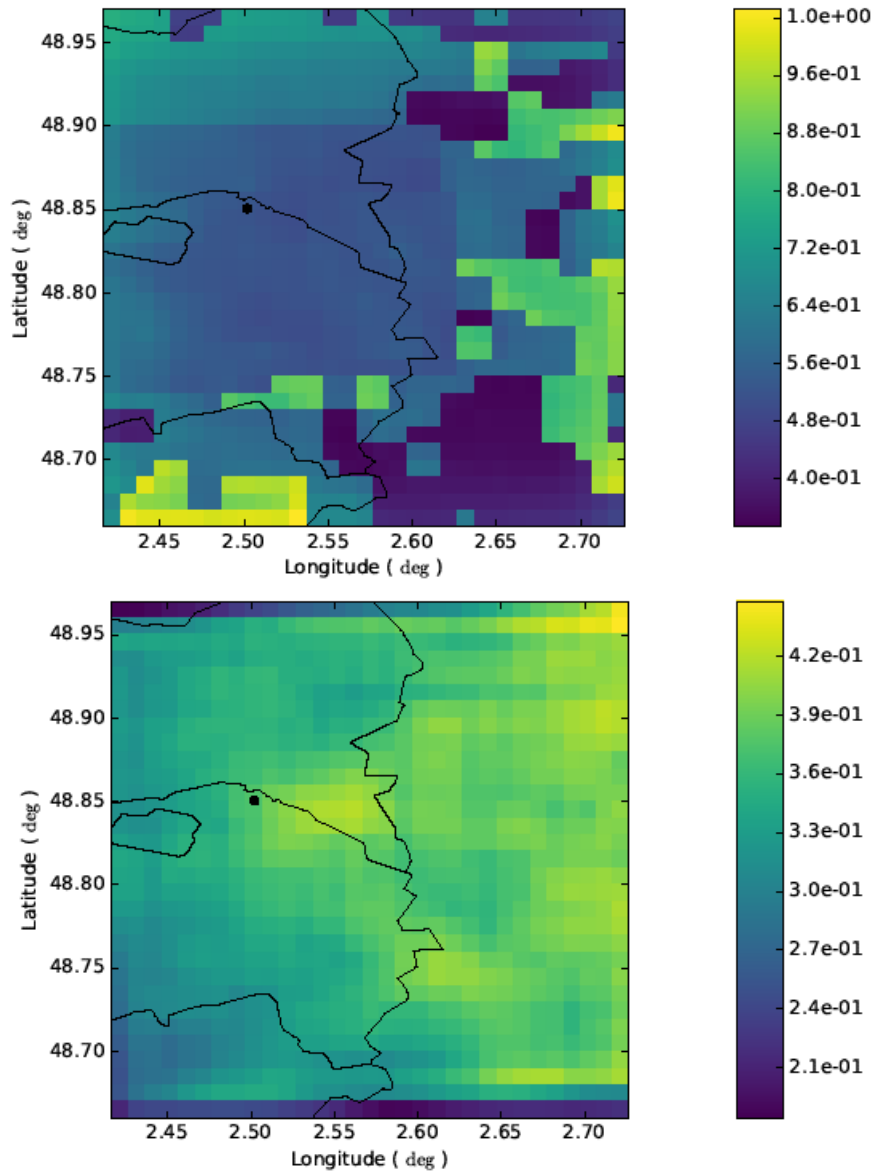 48.95
48.90
48.85
48.80
48.75
48.70
Latitude ( deg )
2.45 2.50 2.55 2.60 2.65 2.70
Longitude ( deg )
1.0e+00
9.6e-01
8.8e-01
8.0e-01
7.2e-01
6.4e-01
5.6e-01
4.8e-01
4.0e-01
48.95
48.90
48.85
48.80
48.75
48.70
Latitude ( deg )
2.45 2.50 2.55 2.60 2.65 2.70
Longitude ( deg )
4.2e-01
3.9e-01
3.6e-01
3.3e-01
3.0e-01
2.7e-01
2.4e-01
2.1e-01